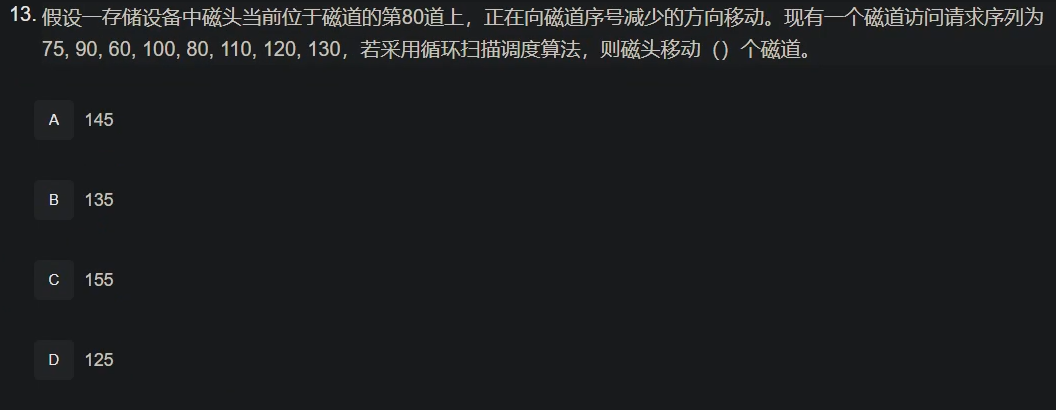 13. 假设一存储设备中磁头当前位于磁道的第80道上，正在向磁道序号减少的方向移动。现有一个磁道访问请求序列为
75, 90, 60, 100, 80, 110, 120, 130，若采用循环扫描调度算法，则磁头移动（）个磁道。
A 145
B 135
C 155
D 125